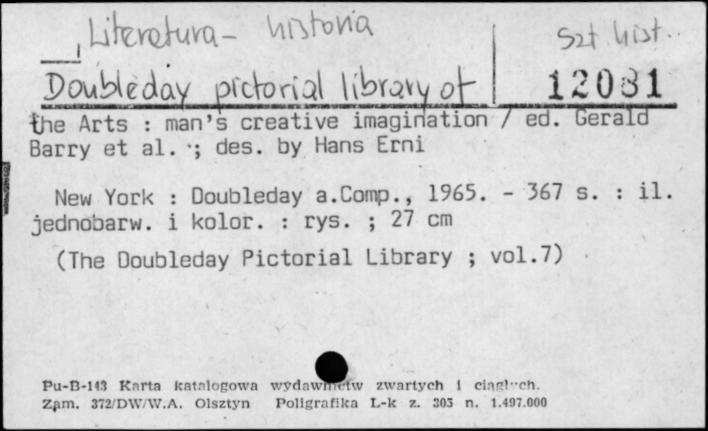 Literatura - historia
Szt hist.
Doubleday pictorial library of
12081
the Arts : man's creative imagination / ed. Gerald
Barry et al. ; des. by Hans Erni
New York : Doubleday a.Comp., 1965. - 367 s. : il.
jednobarw. i kolor. : rys. ; 27 cm
(The Doubleday Pictorial Library ; vol.7)
Pu-B-143 Karta katalogowa wydawnictw zwartych i ciągłych.
Zam. 372/DW/W.A. Olsztyn Poligrafika L-k z. 305 n. 1.497.000